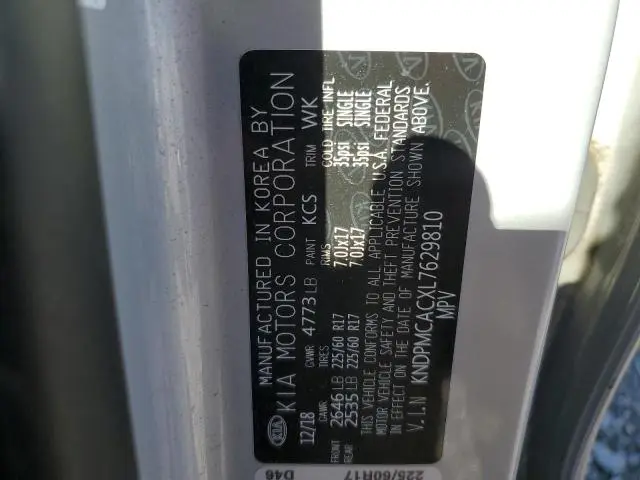 KIA
MANUFACTURED IN KOREA BY
KIA MOTORS CORPORATION
12/18 GVWR 4773 LB PAINT KCS TRIM WK
GAWR TIRES RIMS COLD TIRE INFL
FRONT 2646 LB 225/60 R17 7.0Jx17 35psi SINGLE
REAR 2535 LB 225/60 R17 7.0Jx17 35psi SINGLE
THIS VEHICLE CONFORMS TO ALL APPLICABLE U.S.A. FEDERAL
MOTOR VEHICLE SAFETY AND THEFT PREVENTION STANDARDS
IN EFFECT ON THE DATE OF MANUFACTURE SHOWN ABOVE.
V.I.N KNDPMCACXL7629810
MPV
D46 225/60R17